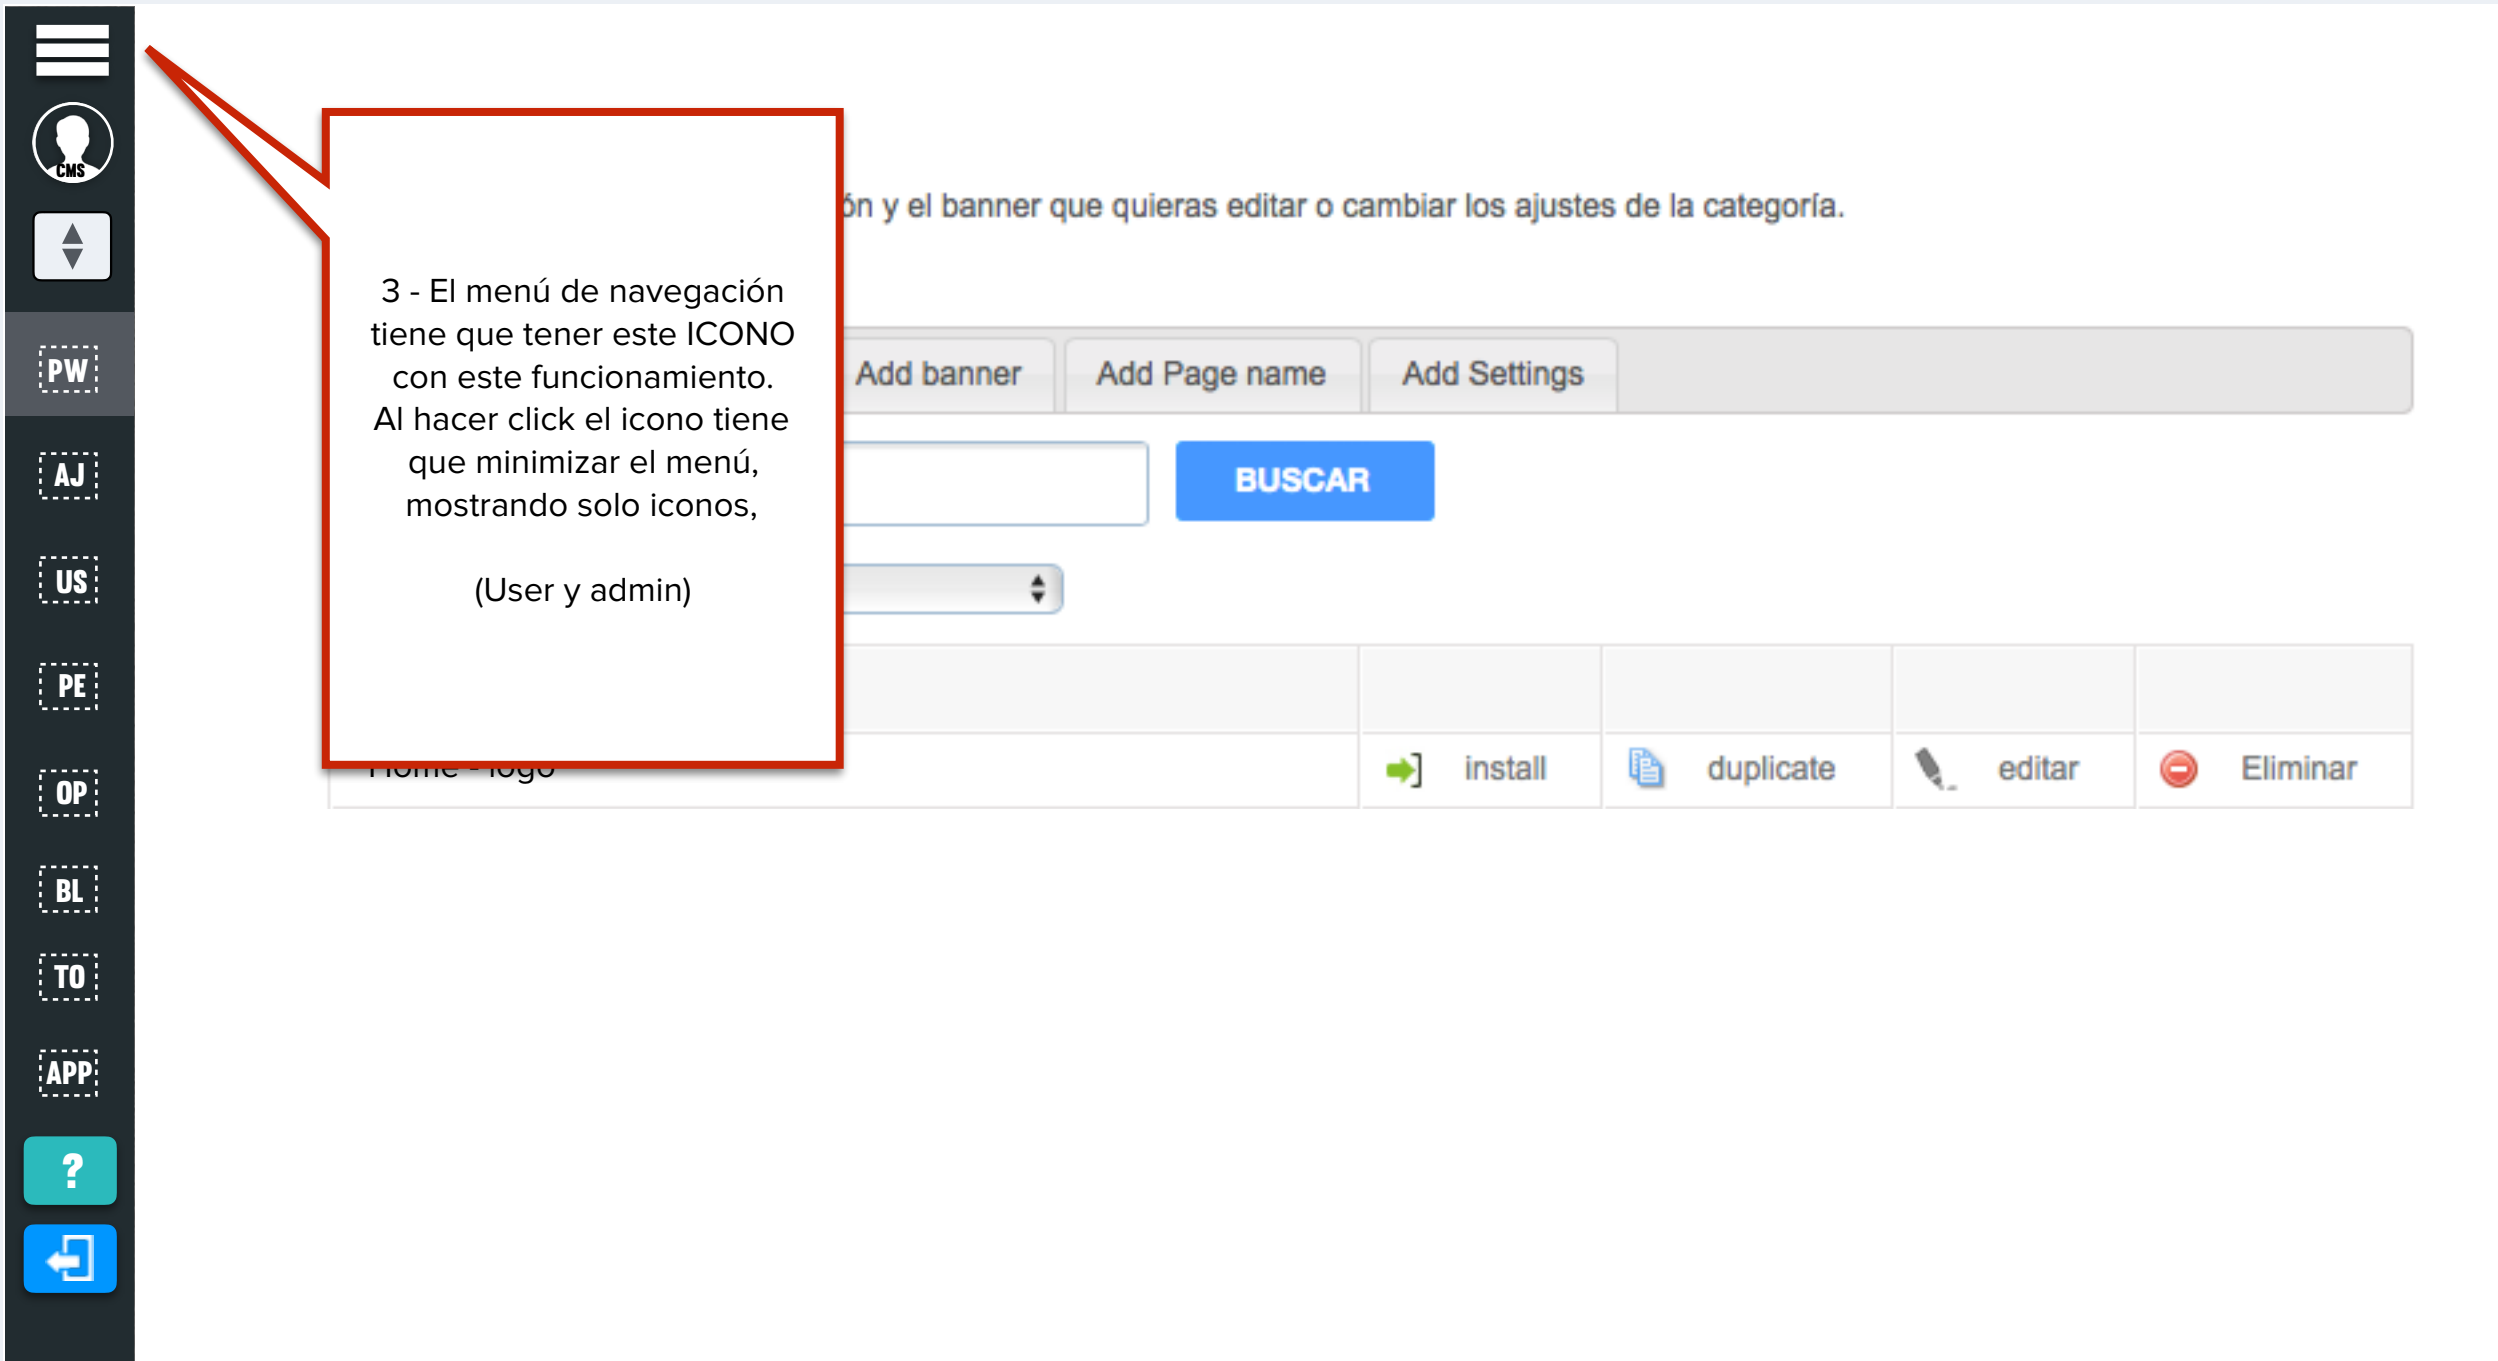 CMS
PW
AJ
US
PE
OP
BL
TO
APP
?
3 - El menú de navegación
tiene que tener este ICONO
con este funcionamiento.
Al hacer click el icono tiene
que minimizar el menú,
mostrando solo iconos,
(User y admin)
ón y el banner que quieras editar o cambiar los ajustes de la categoría.
Add banner Add Page name Add Settings
BUSCAR
Home - logo install duplicate editar Eliminar